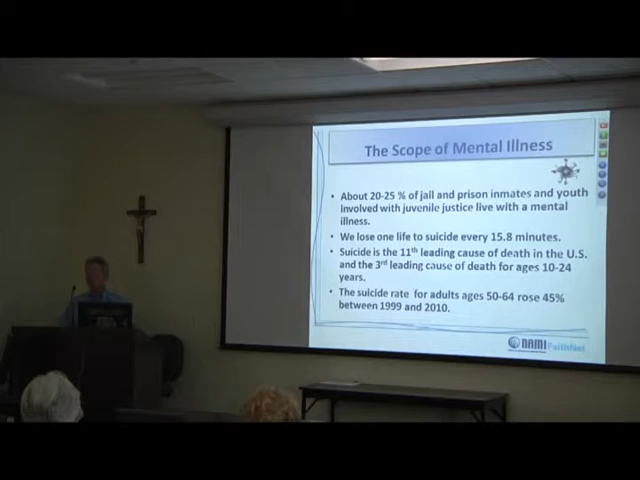 The Scope of Mental Illness
• About 20-25 % of jail and prison inmates and youth
Involved with juvenile justice live with a mental
illness.
• We lose one life to suicide every 15.8 minutes.
• Suicide is the 11th leading cause of death in the U.S.
and the 3rd leading cause of death for ages 10-24
years.
• The suicide rate for adults ages 50-64 rose 45%
between 1999 and 2010.
NAMI FaithNet